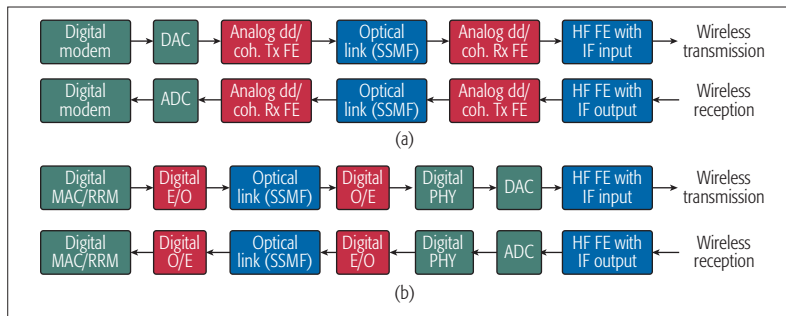 Digital modem
DAC
Analog dd/ coh. Tx FE
Optical link (SSMF)
Analog dd/ coh. Rx FE
HF FE with IF input
Wireless transmission
Digital modem
ADC
Analog dd/ coh. Rx FE
Optical link (SSMF)
Analog dd/ coh. Tx FE
HF FE with IF output
Wireless reception
(a)
Digital MAC/RRM
Digital E/O
Optical link (SSMF)
Digital O/E
Digital PHY
DAC
HF FE with IF input
Wireless transmission
Digital MAC/RRM
Digital O/E
Optical link (SSMF)
Digital E/O
Digital PHY
ADC
HF FE with IF output
Wireless reception
(b)